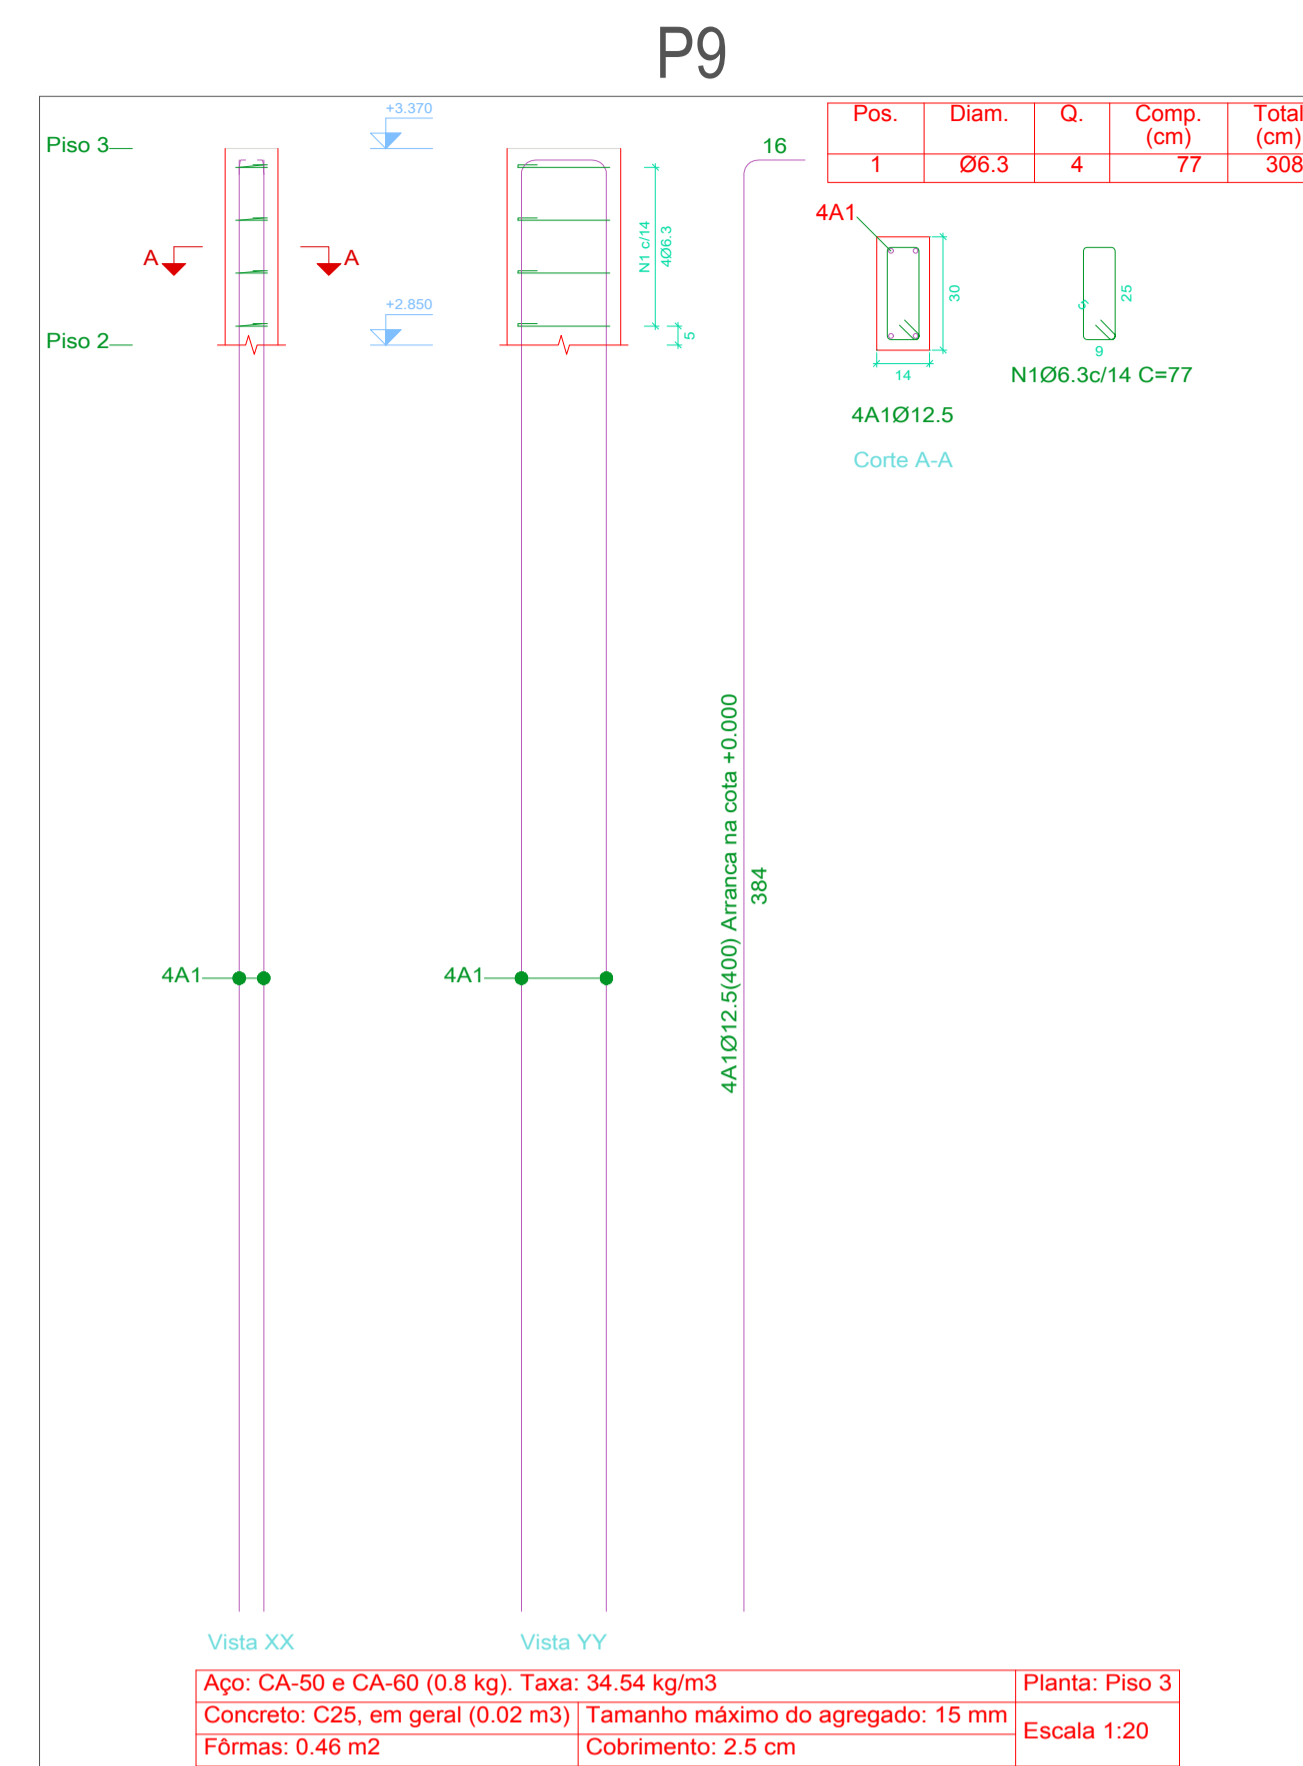 P9
+3.370
Pos. Diam. Q. Comp. (cm) Total (cm)
1 Ø6.3 4 77 308
Piso 3
16
4A1
A A
N1 c/14
4Ø6.3
30
5
25
+2.850
Piso 2
5
14
9
N1Ø6.3c/14 C=77
4A1Ø12.5
Corte A-A
4A1Ø12.5(400) Arranca na cota +0.000
384
4A1
4A1
Vista XX
Vista YY
Aço: CA-50 e CA-60 (0.8 kg). Taxa: 34.54 kg/m3
Planta: Piso 3
Concreto: C25, em geral (0.02 m3)
Tamanho máximo do agregado: 15 mm
Escala 1:20
Fôrmas: 0.46 m2
Cobrimento: 2.5 cm